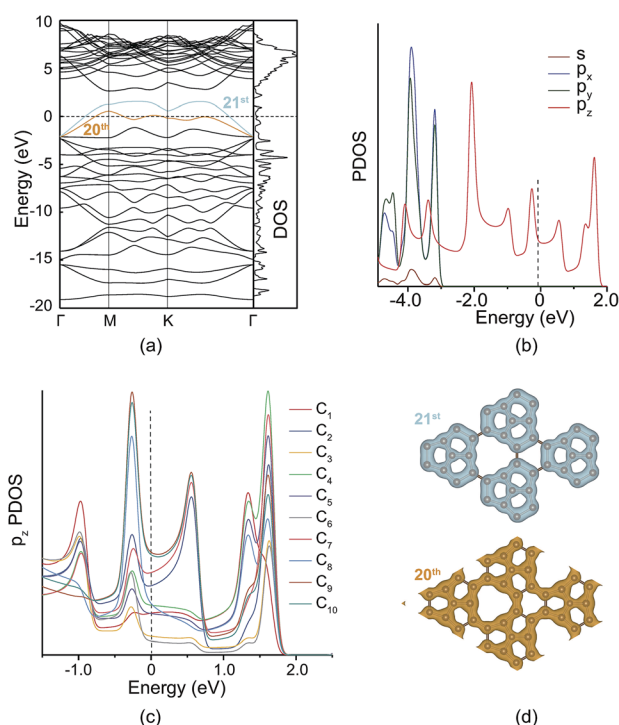 10
5
0
-5
-10
-15
-20
Energy (eV)
21st
20th
DOS
Γ M K Γ
(a)
PDOS
s
px
py
pz
-4.0 -2.0 0 2.0
Energy (eV)
(b)
pz PDOS
C1
C2
C3
C4
C5
C6
C7
C8
C9
C10
-1.0 0 1.0 2.0
Energy (eV)
(c)
21st
20th
(d)